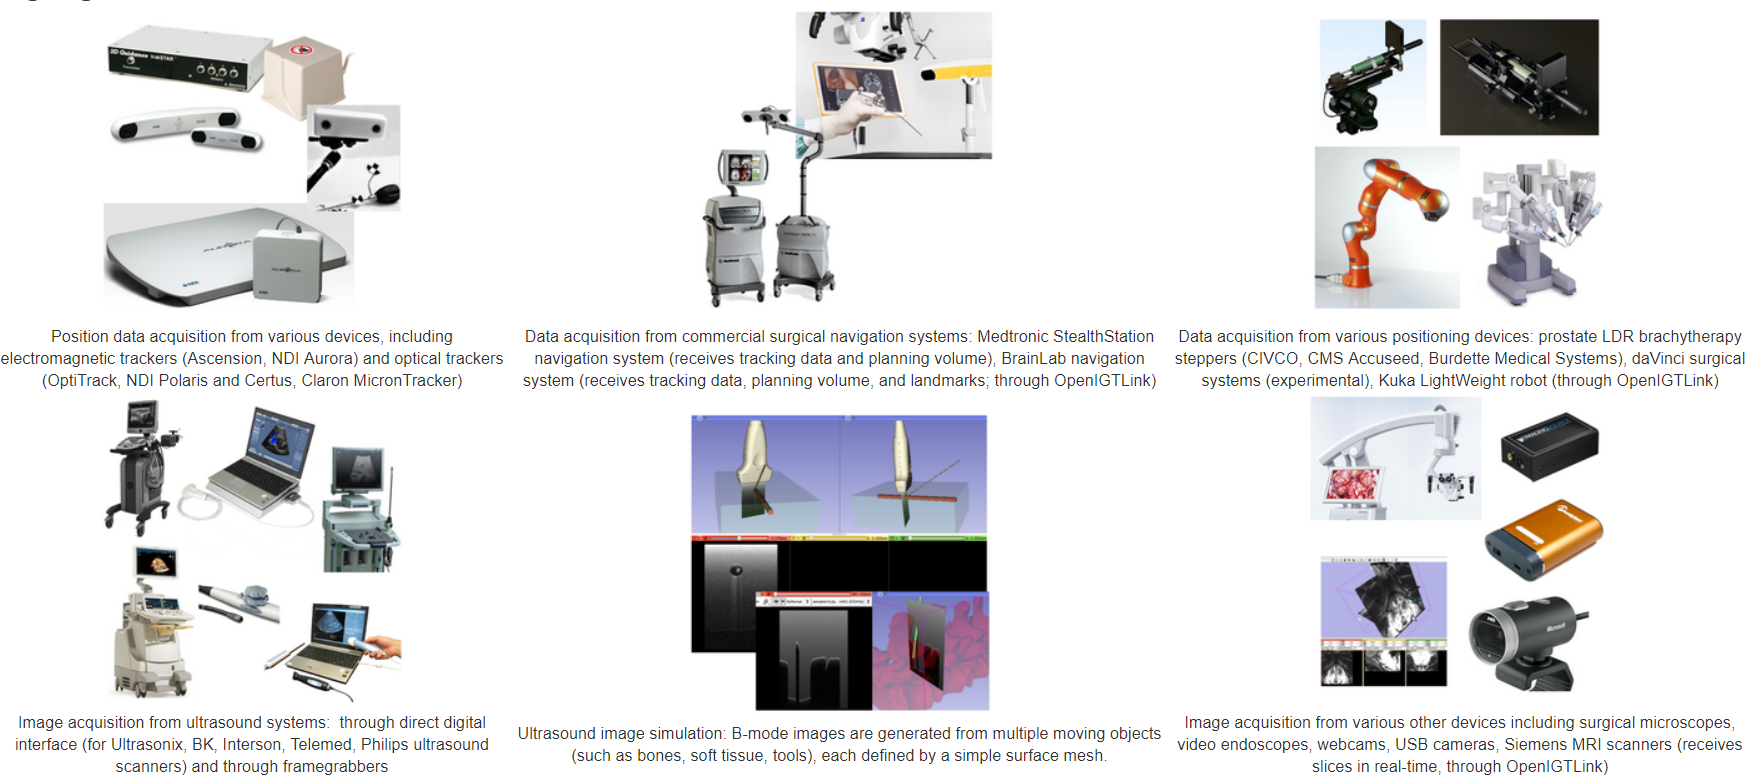 3D Guidance trakSTAR
Position data acquisition from various devices, including
electromagnetic trackers (Ascension, NDI Aurora) and optical trackers
(OptiTrack, NDI Polaris and Certus, Claron MicronTracker)
Data acquisition from commercial surgical navigation systems: Medtronic StealthStation
navigation system (receives tracking data and planning volume), BrainLab navigation
system (receives tracking data, planning volume, and landmarks; through OpenIGTLink)
Data acquisition from various positioning devices: prostate LDR brachytherapy
steppers (CIVCO, CMS Accuseed, Burdette Medical Systems), daVinci surgical
systems (experimental), Kuka LightWeight robot (through OpenIGTLink)
NDI
AURORA
Microsoft
Image acquisition from ultrasound systems:  through direct digital
interface (for Ultrasonix, BK, Interson, Telemed, Philips ultrasound
scanners) and through framegrabbers
Ultrasound image simulation: B-mode images are generated from multiple moving objects
(such as bones, soft tissue, tools), each defined by a simple surface mesh.
Image acquisition from various other devices including surgical microscopes,
video endoscopes, webcams, USB cameras, Siemens MRI scanners (receives
slices in real-time, through OpenIGTLink)